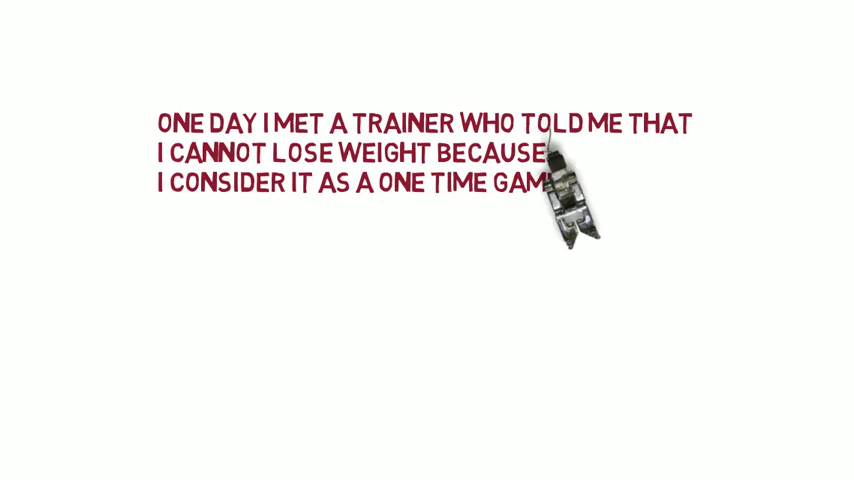 ONE DAY I MET A TRAINER WHO TOLD ME THAT
I CANNOT LOSE WEIGHT BECAUSE
I CONSIDER IT AS A ONE TIME GAM